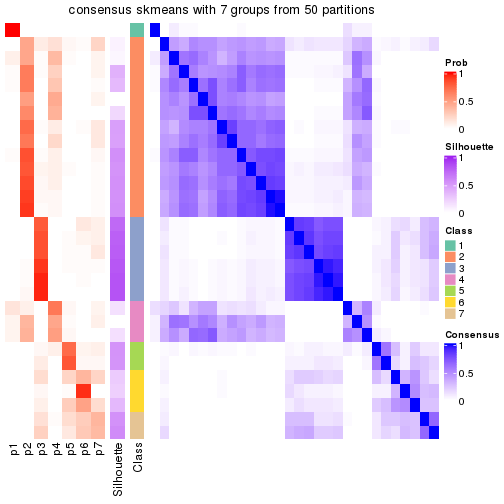 consensus skmeans with 7 groups from 50 partitions
Prob
1
0.5
0
Silhouette
1
0.5
0
Class
1
2
3
4
5
6
7
Consensus
1
0.5
0
p1
p2
p3
p4
p5
p6
p7
Silhouette
Class